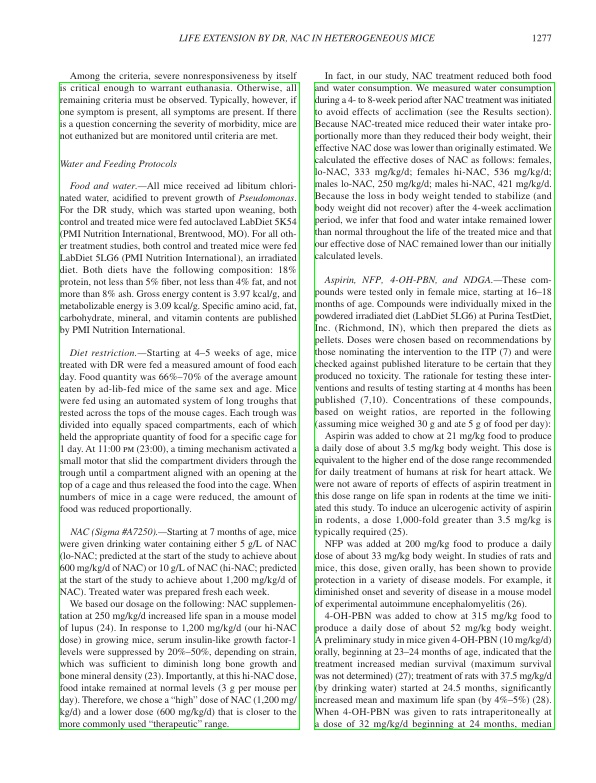 LIFE EXTENSION BY DR, NAC IN HETEROGENEOUS MICE
1277
Among the criteria, severe nonresponsiveness by itself
is critical enough to warrant euthanasia. Otherwise, all
remaining criteria must be observed. Typically, however, if
one symptom is present, all symptoms are present. If there
is a question concerning the severity of morbidity, mice are
not euthanized but are monitored until criteria are met.
Water and Feeding Protocols
Food and water.—All mice received ad libitum chlori-
nated water, acidified to prevent growth of Pseudomonas.
For the DR study, which was started upon weaning, both
control and treated mice were fed autoclaved LabDiet 5K54
(PMI Nutrition International, Brentwood, MO). For all oth-
er treatment studies, both control and treated mice were fed
LabDiet 5LG6 (PMI Nutrition International), an irradiated
diet. Both diets have the following composition: 18%
protein, not less than 5% fiber, not less than 4% fat, and not
more than 8% ash. Gross energy content is 3.97 kcal/g, and
metabolizable energy is 3.09 kcal/g. Specific amino acid, fat,
carbohydrate, mineral, and vitamin contents are published
by PMI Nutrition International.
Diet restriction.—Starting at 4–5 weeks of age, mice
treated with DR were fed a measured amount of food each
day. Food quantity was 66%–70% of the average amount
eaten by ad-lib-fed mice of the same sex and age. Mice
were fed using an automated system of long troughs that
rested across the tops of the mouse cages. Each trough was
divided into equally spaced compartments, each of which
held the appropriate quantity of food for a specific cage for
1 day. At 11:00 PM (23:00), a timing mechanism activated a
small motor that slid the compartment dividers through the
trough until a compartment aligned with an opening at the
top of a cage and thus released the food into the cage. When
numbers of mice in a cage were reduced, the amount of
food was reduced proportionally.
NAC (Sigma #A7250).—Starting at 7 months of age, mice
were given drinking water containing either 5 g/L of NAC
(lo-NAC; predicted at the start of the study to achieve about
600 mg/kg/d of NAC) or 10 g/L of NAC (hi-NAC; predicted
at the start of the study to achieve about 1,200 mg/kg/d of
NAC). Treated water was prepared fresh each week.
We based our dosage on the following: NAC supplemen-
tation at 250 mg/kg/d increased life span in a mouse model
of lupus (24). In response to 1,200 mg/kg/d (our hi-NAC
dose) in growing mice, serum insulin-like growth factor-1
levels were suppressed by 20%–50%, depending on strain,
which was sufficient to diminish long bone growth and
bone mineral density (23). Importantly, at this hi-NAC dose,
food intake remained at normal levels (3 g per mouse per
day). Therefore, we chose a “high” dose of NAC (1,200 mg/
kg/d) and a lower dose (600 mg/kg/d) that is closer to the
more commonly used “therapeutic” range.
In fact, in our study, NAC treatment reduced both food
and water consumption. We measured water consumption
during a 4- to 8-week period after NAC treatment was initiated
to avoid effects of acclimation (see the Results section).
Because NAC-treated mice reduced their water intake pro-
portionally more than they reduced their body weight, their
effective NAC dose was lower than originally estimated. We
calculated the effective doses of NAC as follows: females,
lo-NAC, 333 mg/kg/d; females hi-NAC, 536 mg/kg/d;
males lo-NAC, 250 mg/kg/d; males hi-NAC, 421 mg/kg/d.
Because the loss in body weight tended to stabilize (and
body weight did not recover) after the 4-week acclimation
period, we infer that food and water intake remained lower
than normal throughout the life of the treated mice and that
our effective dose of NAC remained lower than our initially
calculated levels.
Aspirin, NFP, 4-OH-PBN, and NDGA.—These com-
pounds were tested only in female mice, starting at 16–18
months of age. Compounds were individually mixed in the
powdered irradiated diet (LabDiet 5LG6) at Purina TestDiet,
Inc. (Richmond, IN), which then prepared the diets as
pellets. Doses were chosen based on recommendations by
those nominating the intervention to the ITP (7) and were
checked against published literature to be certain that they
produced no toxicity. The rationale for testing these inter-
ventions and results of testing starting at 4 months has been
published (7,10). Concentrations of these compounds,
based on weight ratios, are reported in the following
(assuming mice weighed 30 g and ate 5 g of food per day):
Aspirin was added to chow at 21 mg/kg food to produce
a daily dose of about 3.5 mg/kg body weight. This dose is
equivalent to the higher end of the dose range recommended
for daily treatment of humans at risk for heart attack. We
were not aware of reports of effects of aspirin treatment in
this dose range on life span in rodents at the time we initi-
ated this study. To induce an ulcerogenic activity of aspirin
in rodents, a dose 1,000-fold greater than 3.5 mg/kg is
typically required (25).
NFP was added at 200 mg/kg food to produce a daily
dose of about 33 mg/kg body weight. In studies of rats and
mice, this dose, given orally, has been shown to provide
protection in a variety of disease models. For example, it
diminished onset and severity of disease in a mouse model
of experimental autoimmune encephalomyelitis (26).
4-OH-PBN was added to chow at 315 mg/kg food to
produce a daily dose of about 52 mg/kg body weight.
A preliminary study in mice given 4-OH-PBN (10 mg/kg/d)
orally, beginning at 23–24 months of age, indicated that the
treatment increased median survival (maximum survival
was not determined) (27); treatment of rats with 37.5 mg/kg/d
(by drinking water) started at 24.5 months, significantly
increased mean and maximum life span (by 4%–5%) (28).
When 4-OH-PBN was given to rats intraperitoneally at
a dose of 32 mg/kg/d beginning at 24 months, median